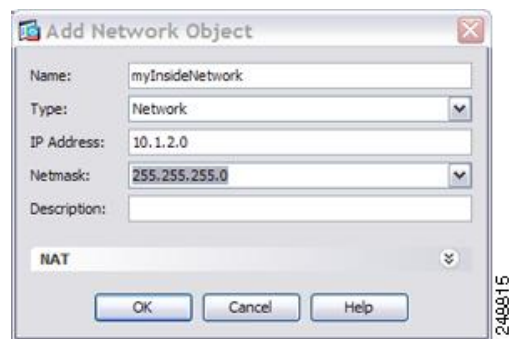 Add Network Object
Name: myInsideNetwork
Type: Network
IP Address: 10.1.2.0
Netmask: 255.255.255.0
Description:
NAT
OK Cancel Help
248815